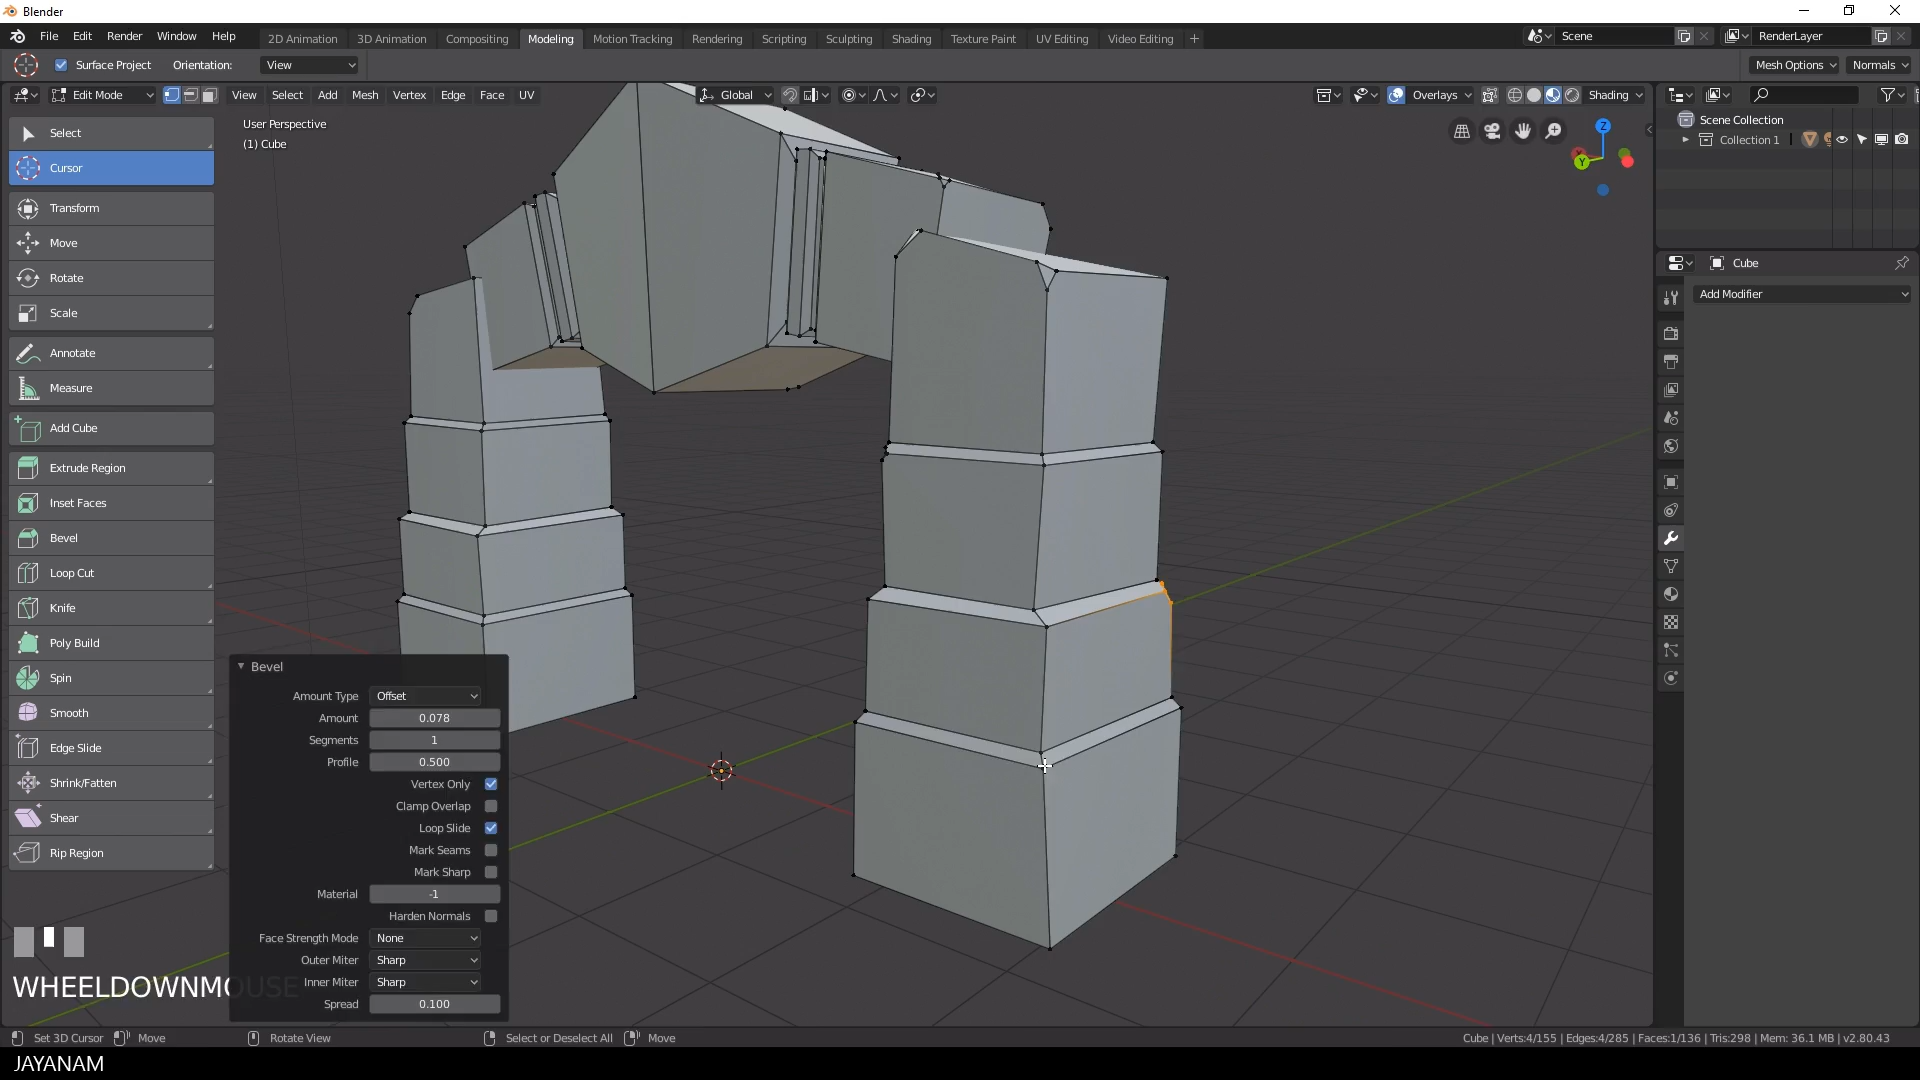 Blender
File Edit Render Window Help 2D Animation 3D Animation Compositing Modeling Motion Tracking Rendering Scripting Sculpting Shading Texture Paint UV Editing Video Editing + Scene RenderLayer
Surface Project Orientation: View Mesh Options Normals
Edit Mode View Select Add Mesh Vertex Edge Face UV Global Overlays Shading
User Perspective
(1) Cube
Select
Cursor
Transform
Move
Rotate
Scale
Annotate
Measure
Add Cube
Extrude Region
Inset Faces
Bevel
Loop Cut
Knife
Poly Build
Spin
Smooth
Edge Slide
Shrink/Fatten
Shear
Rip Region
Z
Y
Scene Collection
Collection 1
Cube
Add Modifier
Bevel
Amount Type Offset
Amount 0.078
Segments 1
Profile 0.500
Vertex Only
Clamp Overlap
Loop Slide
Mark Seams
Mark Sharp
Material -1
Harden Normals
Face Strength Mode None
Outer Miter Sharp
Inner Miter Sharp
Spread 0.100
WHEELDOWNMOUSE
Set 3D Cursor Move Rotate View Select or Deselect All Move Cube | Verts:4/155 | Edges:4/285 | Faces:1/136 | Tris:298 | Mem: 36.1 MB | v2.80.43
JAYANAM